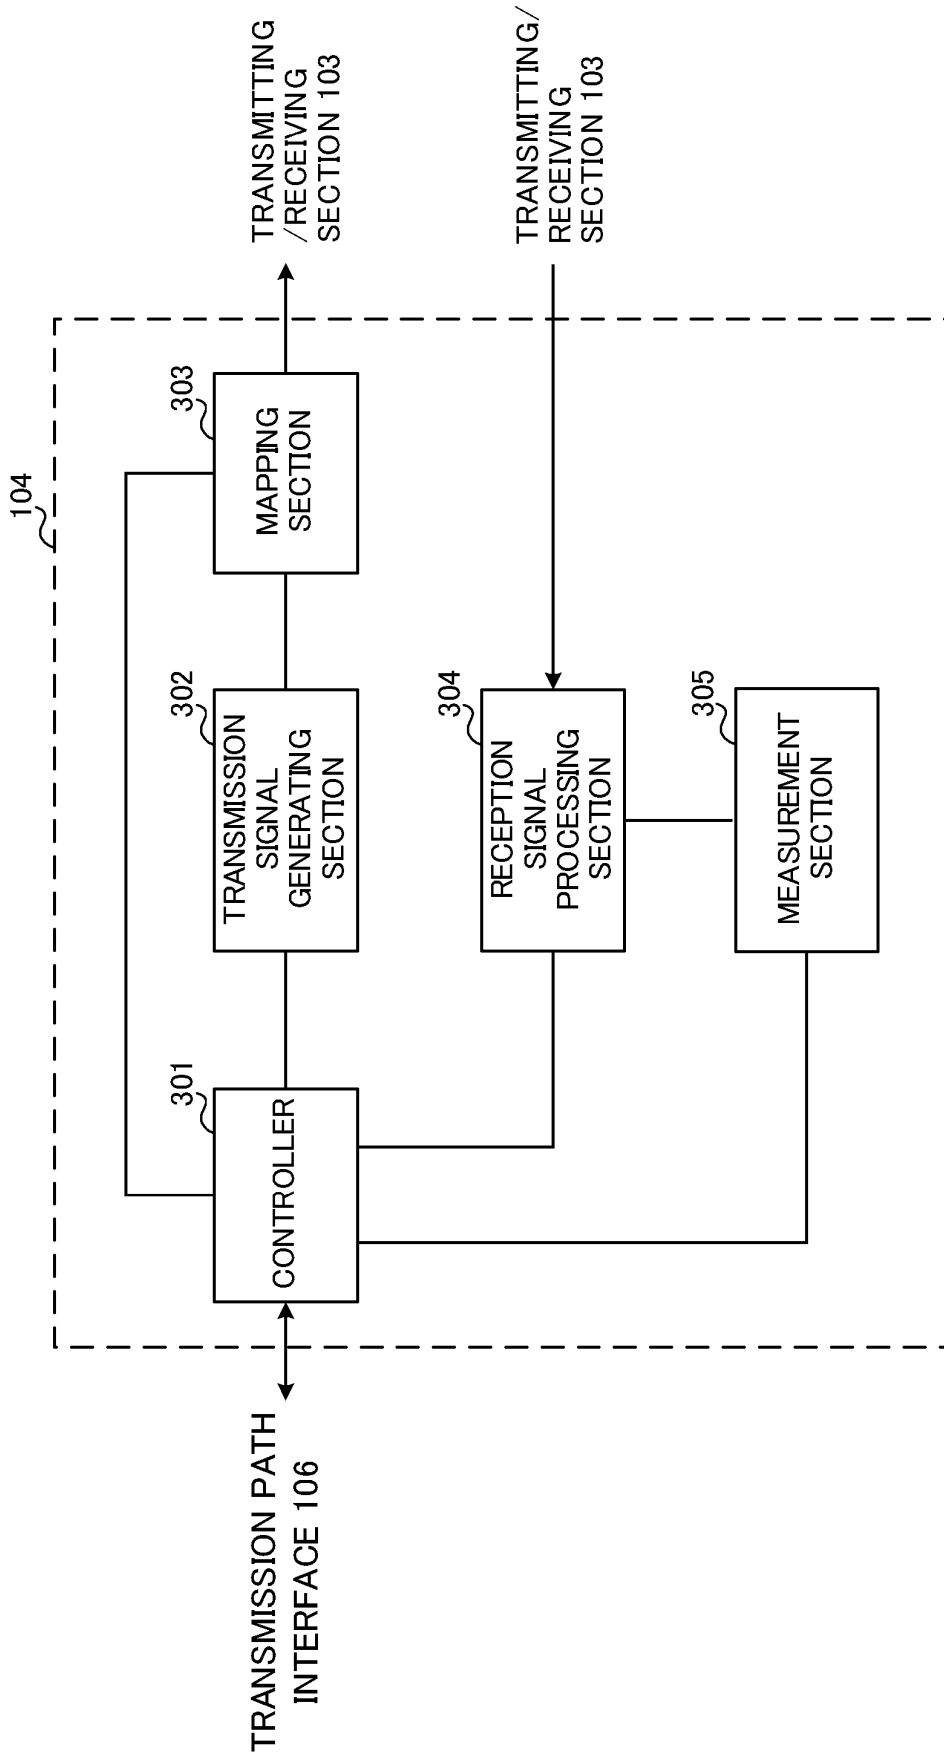 104
TRANSMISSION PATH
INTERFACE 106
301
CONTROLLER
302
TRANSMISSION
SIGNAL
GENERATING
SECTION
303
MAPPING
SECTION
TRANSMITTING
/RECEIVING
SECTION 103
304
RECEPTION
SIGNAL
PROCESSING
SECTION
TRANSMITTING/
RECEIVING
SECTION 103
305
MEASUREMENT
SECTION